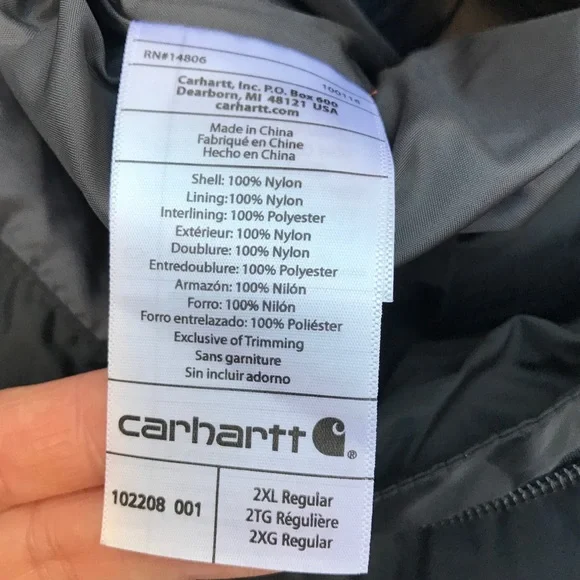 RN#14806
Carhartt, Inc. P.O. Box 600
Dearborn, MI 48121 USA
carhartt.com
Made in China
Fabriqué en Chine
Hecho en China
Shell: 100% Nylon
Lining:100% Nylon
Interlining: 100% Polyester
Extérieur: 100% Nylon
Doublure: 100% Nylon
Entredoublure: 100% Polyester
Armazón: 100% Nilón
Forro: 100% Nilón
Forro entrelazado: 100% Poliéster
Exclusive of Trimming
Sans garniture
Sin incluir adorno
carhartt ®
102208 001
2XL Regular
2TG Régulière
2XG Regular